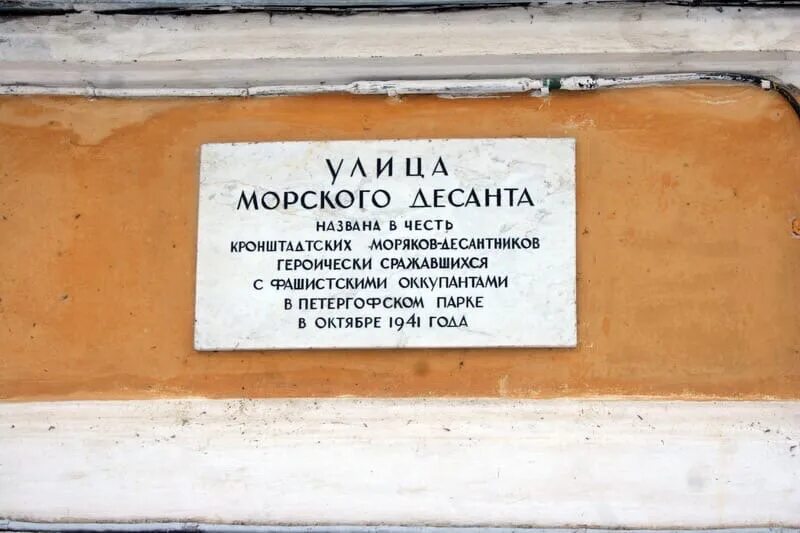 УЛИЦА
МОРСКОГО ДЕСАНТА
НАЗВАНА В ЧЕСТЬ
КРОНШТАДТСКИХ МОРЯКОВ-ДЕСАНТНИКОВ
ГЕРОИЧЕСКИ СРАЖАВШИХСЯ
С ФАШИСТСКИМИ ОККУПАНТАМИ
В ПЕТЕРГОФСКОМ ПАРКЕ
В ОКТЯБРЕ 1941 ГОДА